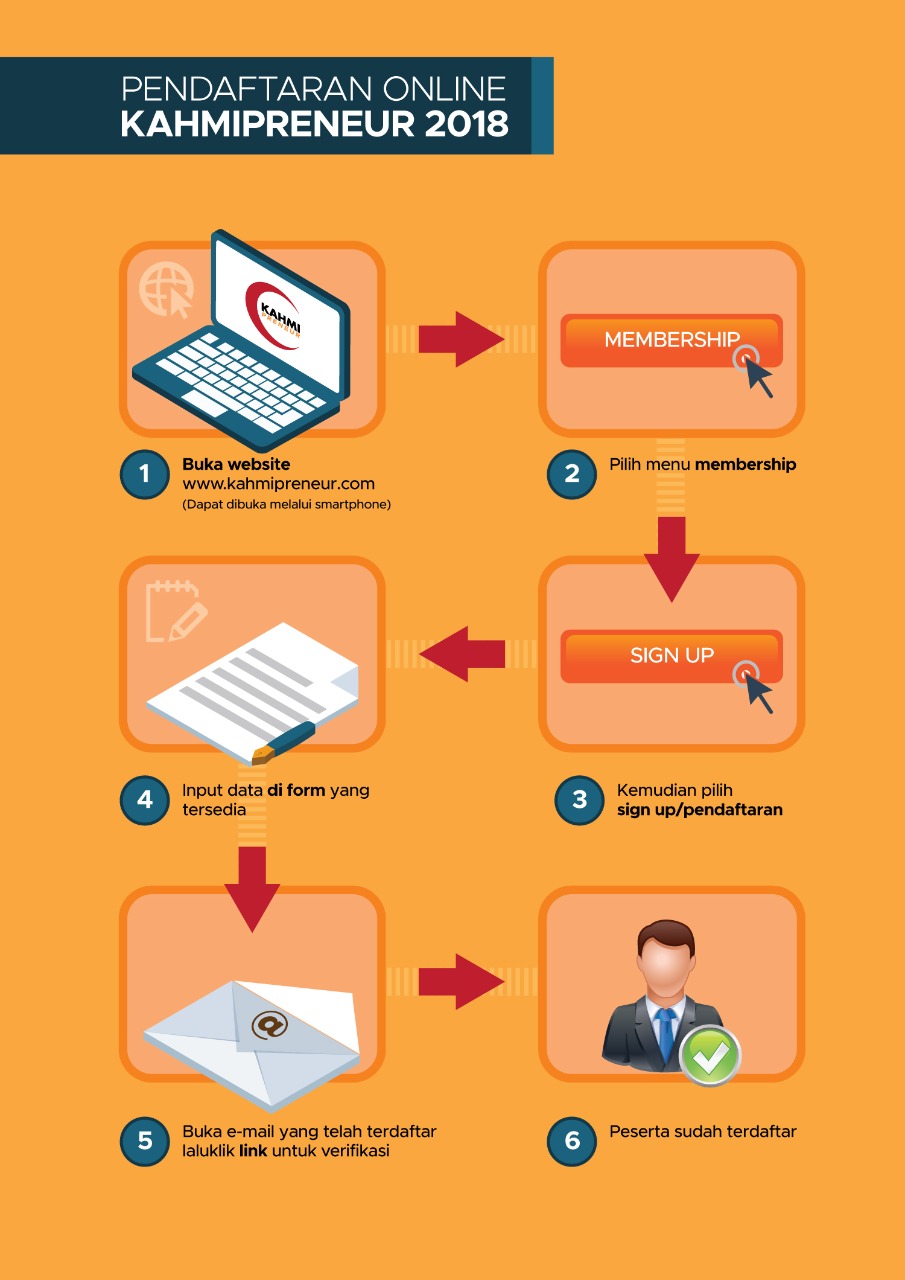 PENDAFTARAN ONLINE
KAHMIPRENEUR 2018
KAHMI
PRENEUR
1
Buka website
www.kahmipreneur.com
(Dapat dibuka melalui smartphone)
MEMBERSHIP
2
Pilih menu membership
SIGN UP
3
Kemudian pilih
sign up/pendaftaran
4
Input data di form yang
tersedia
@
5
Buka e-mail yang telah terdaftar
laluklik link untuk verifikasi
6
Peserta sudah terdaftar